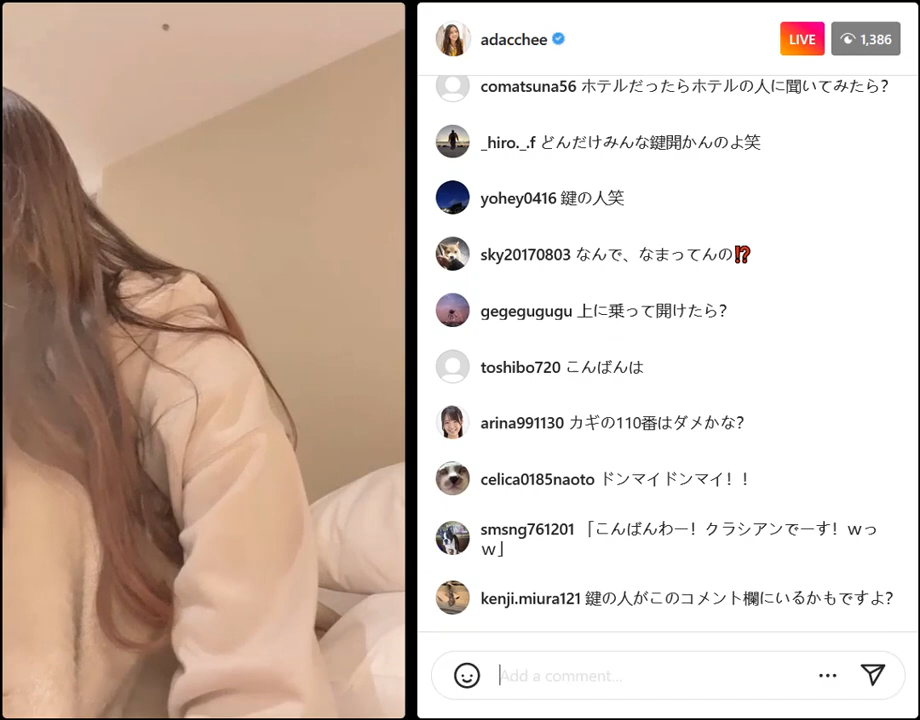 adacchee
LIVE
1,386
comatsuna56 ホテルだったらホテルの人に聞いてみたら?
_hiro._.f どんだけみんな鍵開かんのよ笑
yohey0416 鍵の人笑
sky20170803 なんで、なまってんの⁉️
gegegugugu 上に乗って開けたら?
toshibo720 こんばんは
arina991130 カギの110番はダメかな?
celica0185naoto ドンマイドンマイ！！
smsng761201 「こんばんわー！クラシアンでーす！ｗっ
ｗ」
kenji.miura121 鍵の人がこのコメント欄にいるかもですよ?
Add a comment...